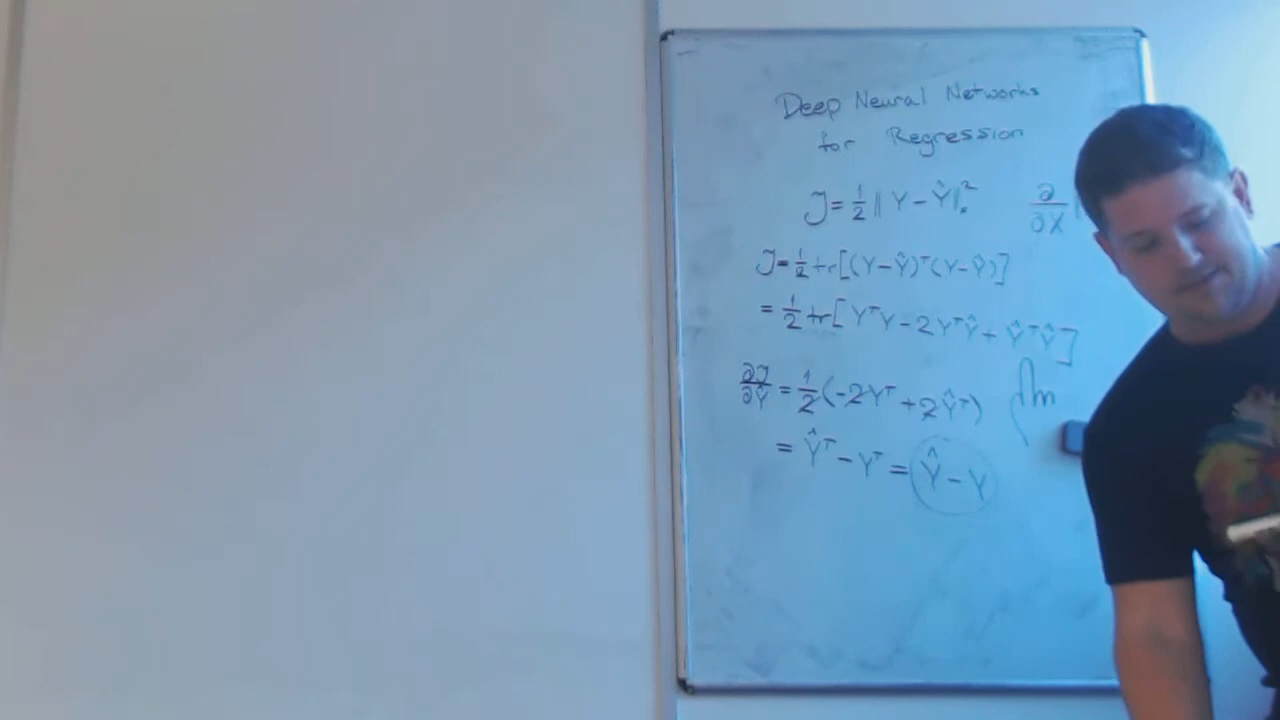 Deep Neural Networks
for Regression
J = 1/2 ‖ Y - Ŷ ‖² ∂/∂X
J = 1/2 tr[(Y - Ŷ)ᵀ(Y - Ŷ)]
= 1/2 tr[YᵀY - 2YᵀŶ + ŶᵀŶ]
∂J/∂Ŷ = 1/2 (-2Yᵀ + 2Ŷᵀ)
= Ŷᵀ - Yᵀ = Ŷ - Y